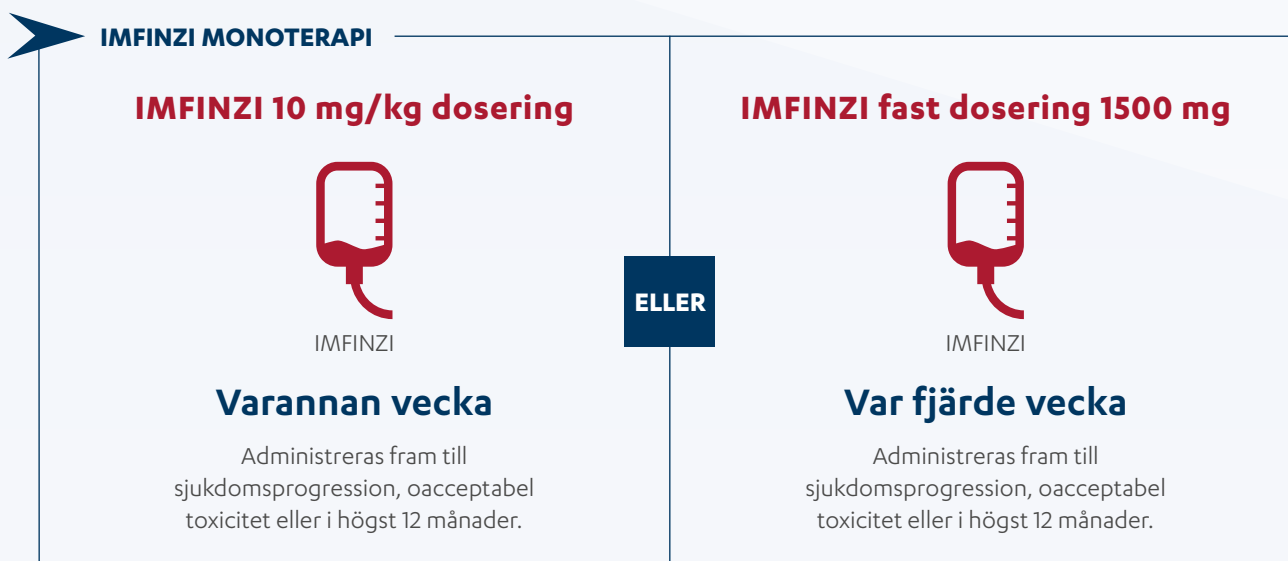 IMFINZI MONOTERAPI
IMFINZI 10 mg/kg dosering
IMFINZI
Varannan vecka
Administreras fram till
sjukdomsprogression, oacceptabel
toxicitet eller i högst 12 månader.
ELLER
IMFINZI fast dosering 1500 mg
IMFINZI
Var fjärde vecka
Administreras fram till
sjukdomsprogression, oacceptabel
toxicitet eller i högst 12 månader.